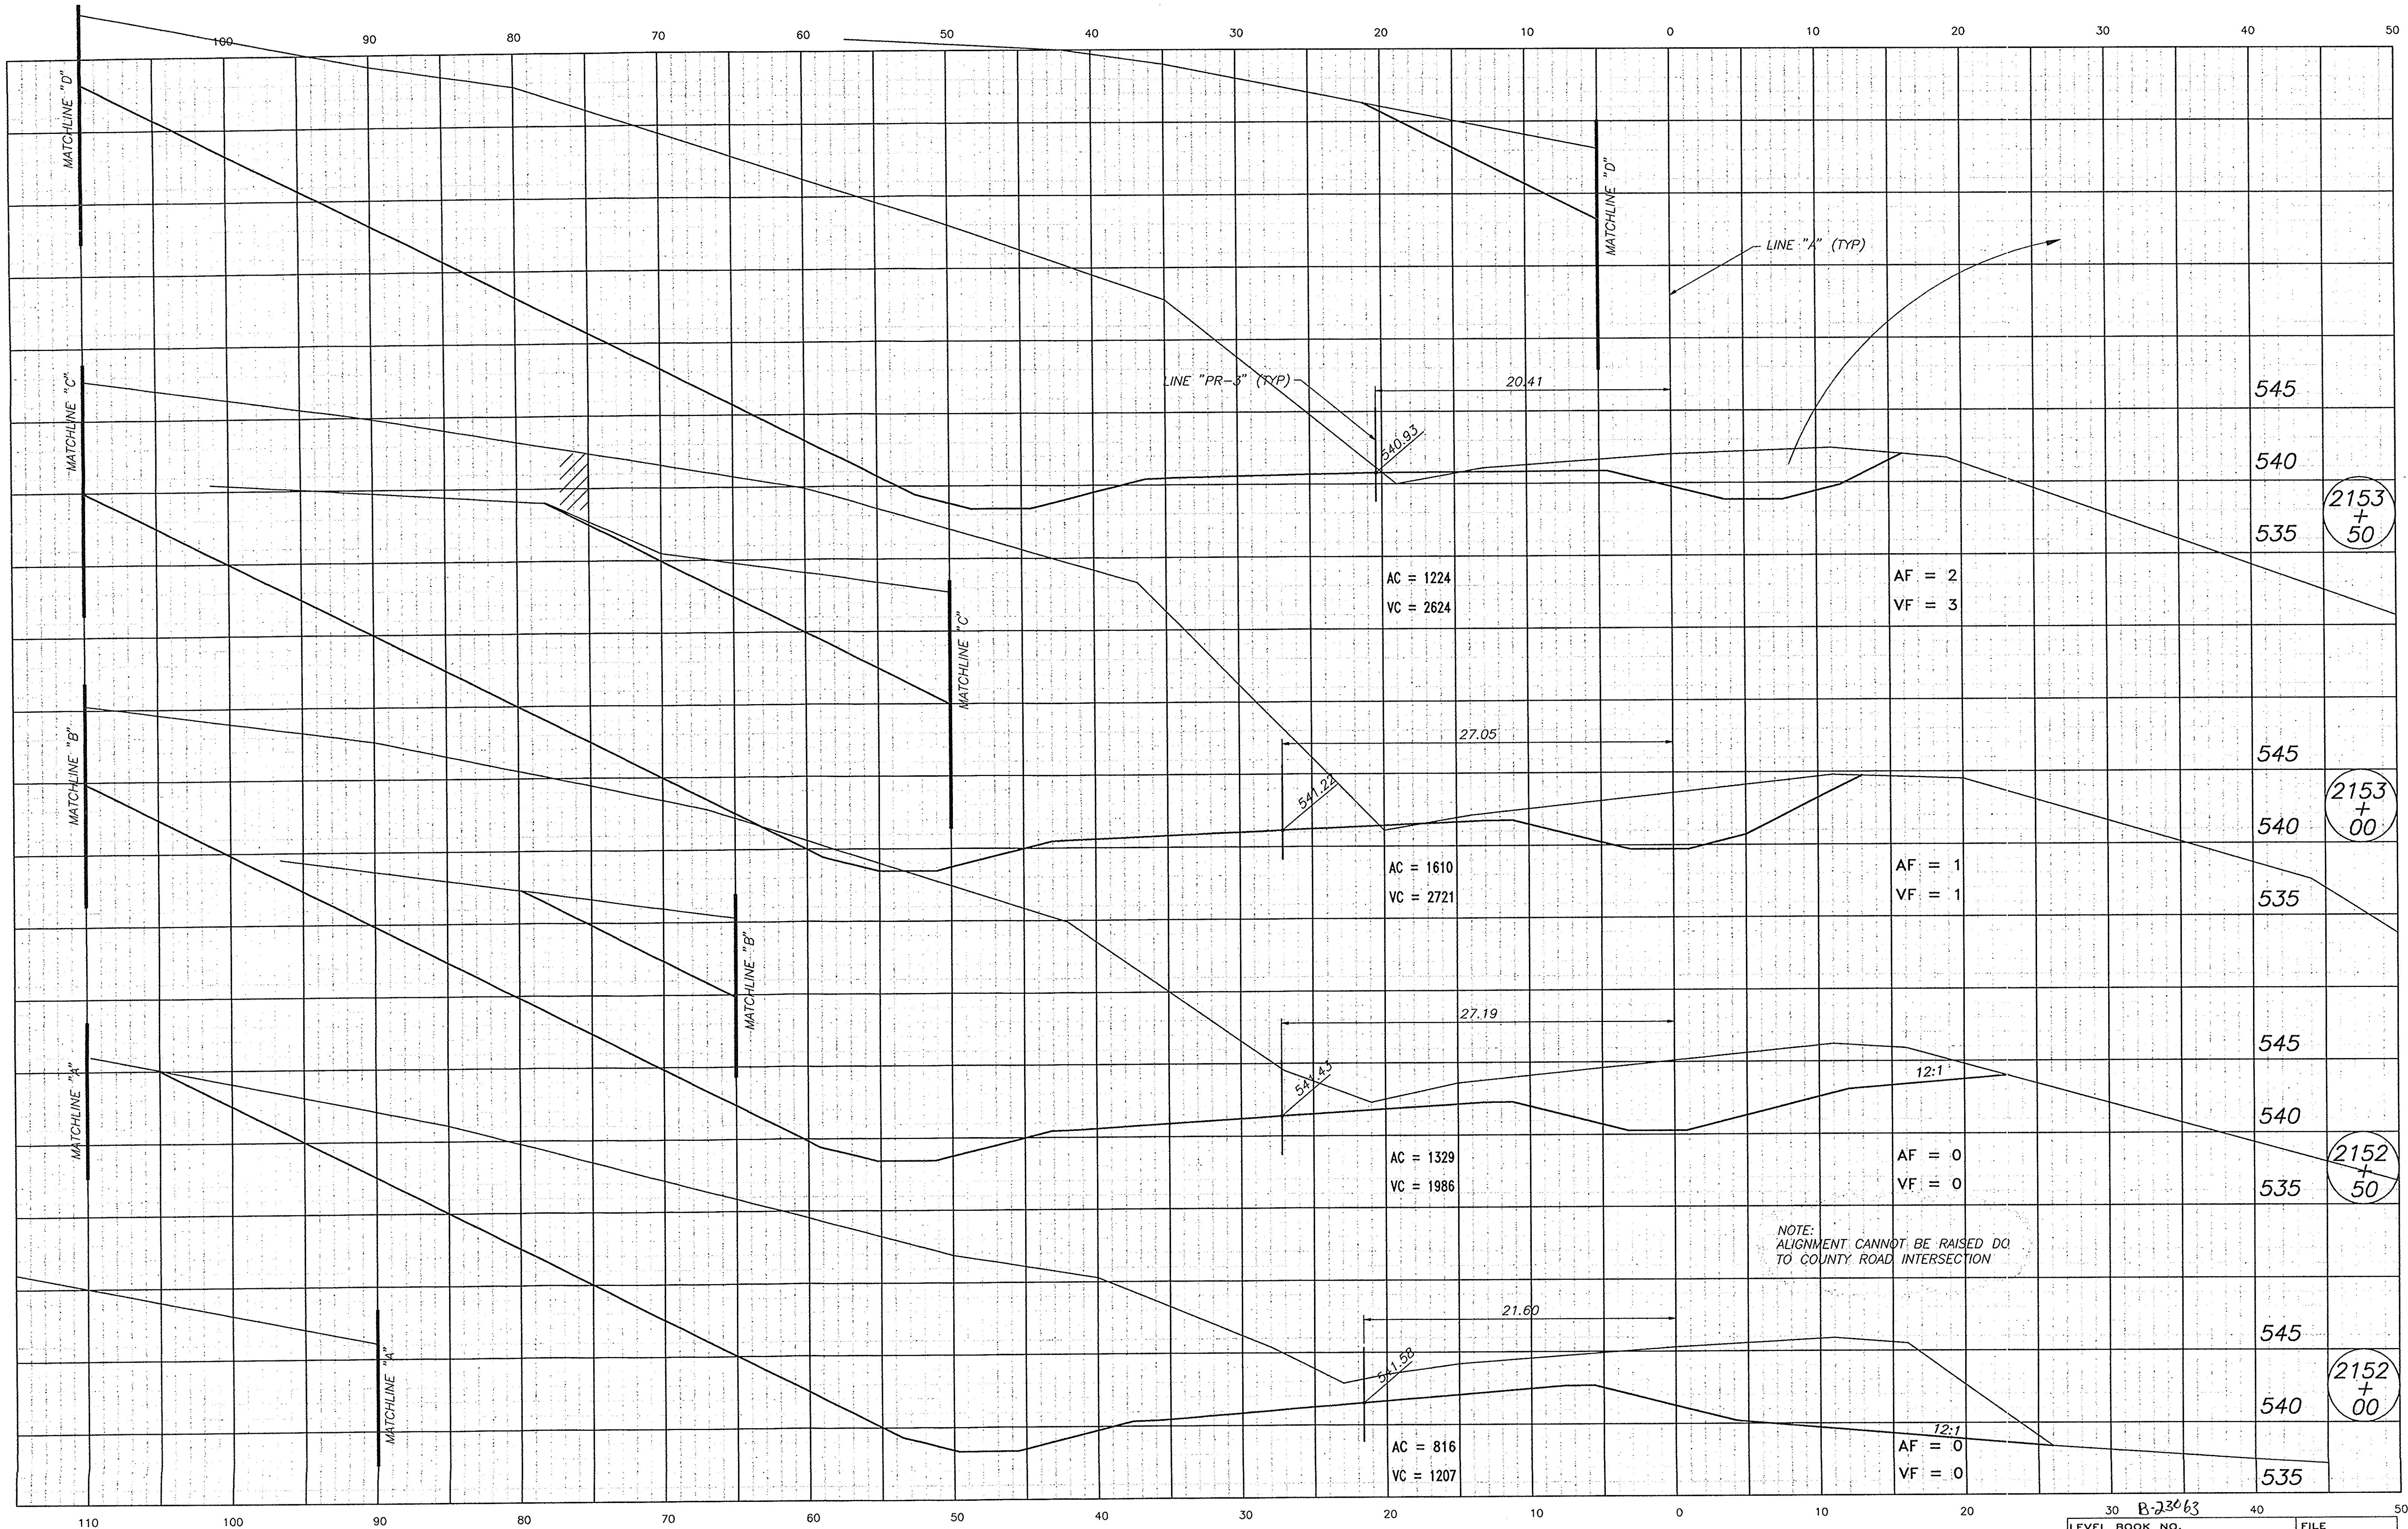 100 90 80 70 60 50 40 30 20 10 0 10 20 30 40 50
MATCHLINE "D"
MATCHLINE "D"
LINE "A" (TYP)
LINE "PR-3" (TYP)
20.41
540.93
545
540
535
2153
+
50
AC = 1224
VC = 2624
AF = 2
VF = 3
MATCHLINE "C"
MATCHLINE "C"
27.05
541.22
545
540
535
2153
+
00
AC = 1610
VC = 2721
AF = 1
VF = 1
MATCHLINE "B"
MATCHLINE "B"
27.19
541.43
12:1
545
540
535
2152
+
50
AC = 1329
VC = 1986
AF = 0
VF = 0
NOTE:
ALIGNMENT CANNOT BE RAISED DO
TO COUNTY ROAD INTERSECTION
MATCHLINE "A"
MATCHLINE "A"
21.60
541.58
12:1
545
540
535
2152
+
00
AC = 816
VC = 1207
AF = 0
VF = 0
110 100 90 80 70 60 50 40 30 20 10 0 10 20 30 40 50
B-23063
LEVEL BOOK NO.
FILE